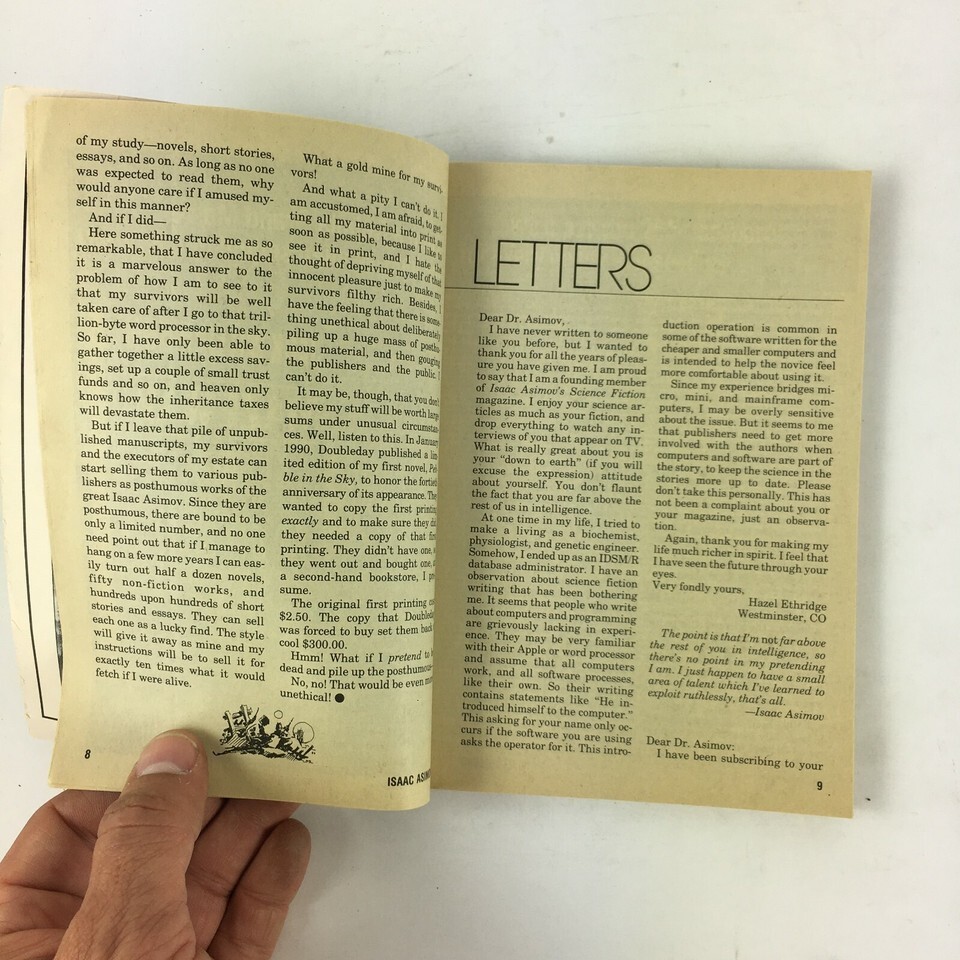 of my study—novels, short stories,
essays, and so on. As long as no one
was expected to read them, why
would anyone care if I amused my-
self in this manner?
And if I did—
Here something struck me as so
remarkable, that I have concluded
it is a marvelous answer to the
problem of how I am to see to it
that my survivors will be well
taken care of after I go to that tril-
lion-byte word processor in the sky.
So far, I have only been able to
gather together a little excess sav-
ings, set up a couple of small trust
funds and so on, and heaven only
knows how the inheritance taxes
will devastate them.
But if I leave that pile of unpub-
lished manuscripts, my survivors
and the executors of my estate can
start selling them to various pub-
lishers as posthumous works of the
great Isaac Asimov. Since they are
posthumous, there are bound to be
only a limited number, and no one
need point out that if I manage to
hang on a few more years I can eas-
ily turn out half a dozen novels,
fifty non-fiction works, and
hundreds upon hundreds of short
stories and essays. They can sell
each one as a lucky find. The style
will give it away as mine and my
instructions will be to sell it for
exactly ten times what it would
fetch if I were alive.
What a gold mine for my survi-
vors!
And what a pity I can't do it. I
am accustomed, I am afraid, to get-
ting all my material into print as
soon as possible, because I like to
see it in print, and I hate the
thought of depriving myself of that
innocent pleasure just to make my
survivors filthy rich. Besides, I
have the feeling that there is some-
thing unethical about deliberately
piling up a huge mass of posthu-
mous material, and then gouging
the publishers and the public. I
can't do it.
It may be, though, that you don't
believe my stuff will be worth large
sums under unusual circumstan-
ces. Well, listen to this. In January
1990, Doubleday published a lim-
ited edition of my first novel, Peb-
ble in the Sky, to honor the fortieth
anniversary of its appearance. They
wanted to copy the first printing
exactly and to make sure they did
they needed a copy of that first
printing. They didn't have one, so
they went out and bought one, in
a second-hand bookstore, I pre-
sume.
The original first printing cost
$2.50. The copy that Doubleday
was forced to buy set them back a
cool $300.00.
Hmm! What if I pretend to be
dead and pile up the posthumous—
No, no! That would be even more
unethical! ●
8
ISAAC ASIMO
LETTERS
Dear Dr. Asimov,
I have never written to someone
like you before, but I wanted to
thank you for all the years of pleas-
ure you have given me. I am proud
to say that I am a founding member
of Isaac Asimov's Science Fiction
magazine. I enjoy your science ar-
ticles as much as your fiction, and
drop everything to watch any in-
terviews of you that appear on TV.
What is really great about you is
your "down to earth" (if you will
excuse the expression) attitude
about yourself. You don't flaunt
the fact that you are far above the
rest of us in intelligence.
At one time in my life, I tried to
make a living as a biochemist,
physiologist, and genetic engineer.
Somehow, I ended up as an IDSM/R
database administrator. I have an
observation about science fiction
writing that has been bothering
me. It seems that people who write
about computers and programming
are grievously lacking in experi-
ence. They may be very familiar
with their Apple or word processor
and assume that all computers
work, and all software processes,
like their own. So their writing
contains statements like "He in-
troduced himself to the computer."
This asking for your name only oc-
curs if the software you are using
asks the operator for it. This intro-
duction operation is common in
some of the software written for the
cheaper and smaller computers and
is intended to help the novice feel
more comfortable about using it.
Since my experience bridges mi-
cro, mini, and mainframe com-
puters, I may be overly sensitive
about the issue. But it seems to me
that publishers need to get more
involved with the authors when
computers and software are part of
the story, to keep the science in the
stories more up to date. Please
don't take this personally. This has
not been a complaint about you or
your magazine, just an observa-
tion.
Again, thank you for making my
life much richer in spirit. I feel that
I have seen the future through your
eyes.
Very fondly yours,
Hazel Ethridge
Westminster, CO
The point is that I'm not far above
the rest of you in intelligence, so
there's no point in my pretending
I am. I just happen to have a small
area of talent which I've learned to
exploit ruthlessly, that's all.
—Isaac Asimov
Dear Dr. Asimov:
I have been subscribing to your
9